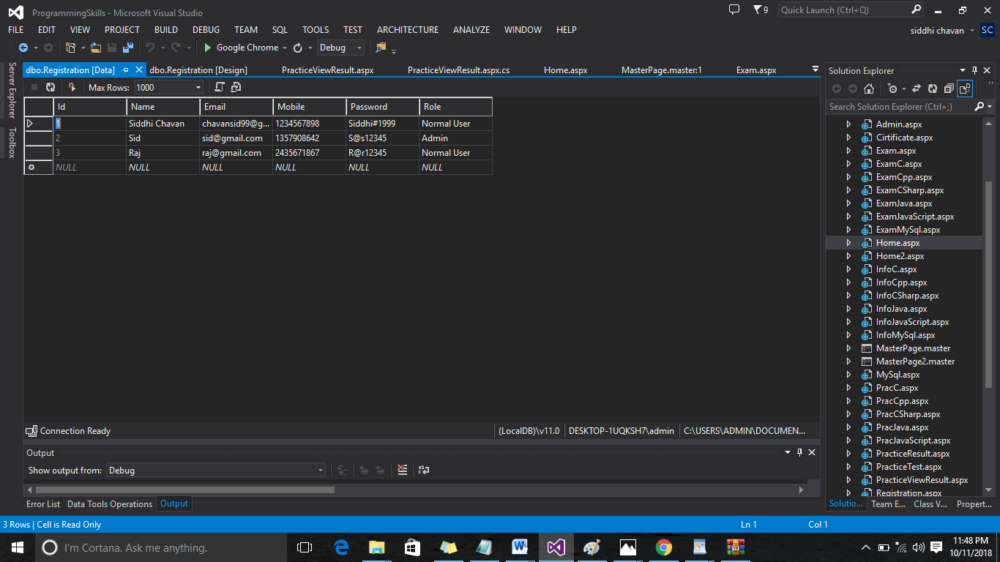 ProgrammingSkills - Microsoft Visual Studio
9
Quick Launch (Ctrl+Q)
FILE EDIT VIEW PROJECT BUILD DEBUG TEAM SQL TOOLS TEST ARCHITECTURE ANALYZE WINDOW HELP
siddhi chavan SC
Google Chrome Debug
Server Explorer
Toolbox
dbo.Registration [Data] dbo.Registration [Design] PracticeViewResult.aspx PracticeViewResult.aspx.cs Home.aspx MasterPage.master:1 Exam.aspx
Max Rows: 1000
Id Name Email Mobile Password Role
1 Siddhi Chavan chavansid99@g... 1234567898 Siddhi#1999 Normal User
2 Sid sid@gmail.com 1357908642 S@s12345 Admin
3 Raj raj@gmail.com 2435671867 R@r12345 Normal User
NULL NULL NULL NULL NULL NULL
Connection Ready
(LocalDB)\v11.0 DESKTOP-1UQKSH7\admin C:\USERS\ADMIN\DOCUMEN...
Output
Show output from: Debug
Error List Data Tools Operations Output
Solution Explorer
Search Solution Explorer (Ctrl+;)
Admin.aspx
Cirtificate.aspx
Exam.aspx
ExamC.aspx
ExamCpp.aspx
ExamCSharp.aspx
ExamJava.aspx
ExamJavaScript.aspx
ExamMySql.aspx
Home.aspx
Home2.aspx
InfoC.aspx
InfoCpp.aspx
InfoCSharp.aspx
InfoJava.aspx
InfoJavaScript.aspx
InfoMySql.aspx
MasterPage.master
MasterPage2.master
MySql.aspx
PracC.aspx
PracCpp.aspx
PracCSharp.aspx
PracJava.aspx
PracJavaScript.aspx
PracticeResult.aspx
PracticeTest.aspx
PracticeViewResult.aspx
Registration.aspx
Solutio... Team E... Class V... Propert...
3 Rows | Cell is Read Only
Ln 1 Col 1
I'm Cortana. Ask me anything.
11:48 PM
10/11/2018